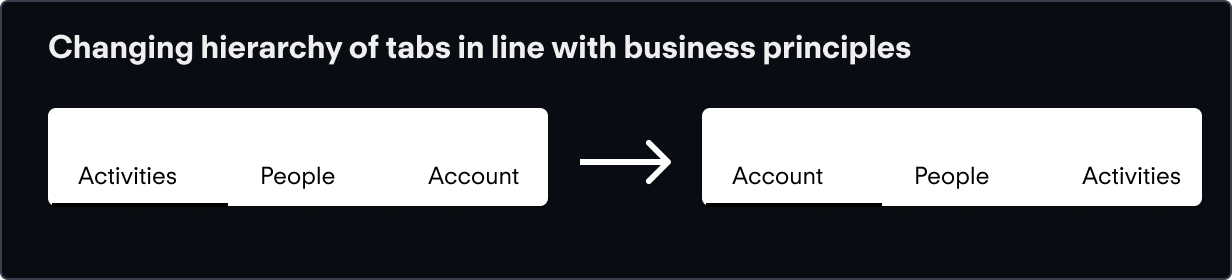 Changing hierarchy of tabs in line with business principles
Activities People Account
Account People Activities